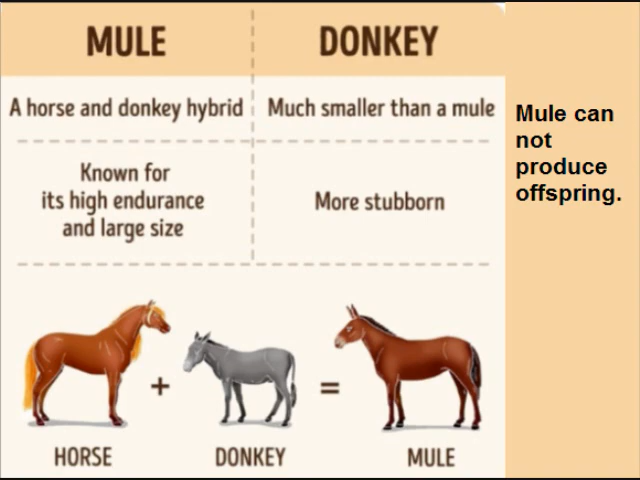 MULE
DONKEY
A horse and donkey hybrid
Much smaller than a mule
Known for
its high endurance
and large size
More stubborn
Mule can
not
produce
offspring.
+
=
HORSE
DONKEY
MULE